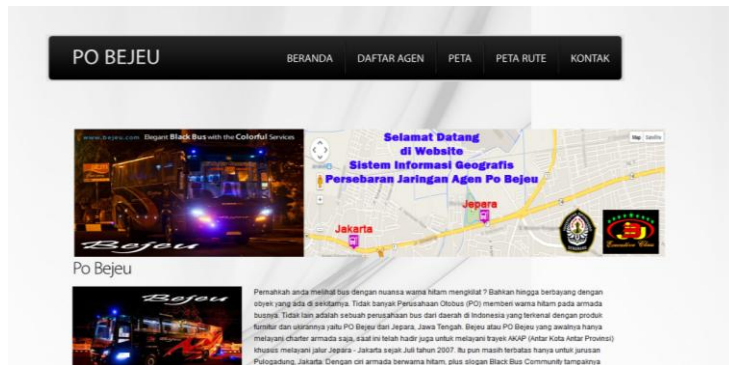 PO BEJEU
BERANDA DAFTAR AGEN PETA PETA RUTE KONTAK
www.bejeu.com Elegant Black Bus with the Colorful Services
Selamat Datang
di Website
Sistem Informasi Geografis
Persebaran Jaringan Agen Po Bejeu
Map Satellite
Jepara
Jakarta
Bejeu
Executive Class
Po Bejeu
Bejeu
Pernahkah anda melihat bus dengan nuansa warna hitam mengkilat ? Bahkan hingga berbayang dengan
obyek yang ada di sekitarnya. Tidak banyak Perusahaan Otobus (PO) memberi warna hitam pada armada
busnya. Tidak lain adalah sebuah perusahaan bus dari daerah di Indonesia yang terkenal dengan produk
furnitur dan ukirannya yaitu PO Bejeu dari Jepara, Jawa Tengah. Bejeu atau PO Bejeu yang awalnya hanya
melayani charter armada saja, saat ini telah hadir juga untuk melayani trayek AKAP (Antar Kota Antar Provinsi)
khusus melayani jalur Jepara - Jakarta sejak Juli tahun 2007. Itu pun masih terbatas hanya untuk jurusan
Pulogadung, Jakarta. Dengan ciri armada berwarna hitam, plus slogan Black Bus Community tampaknya